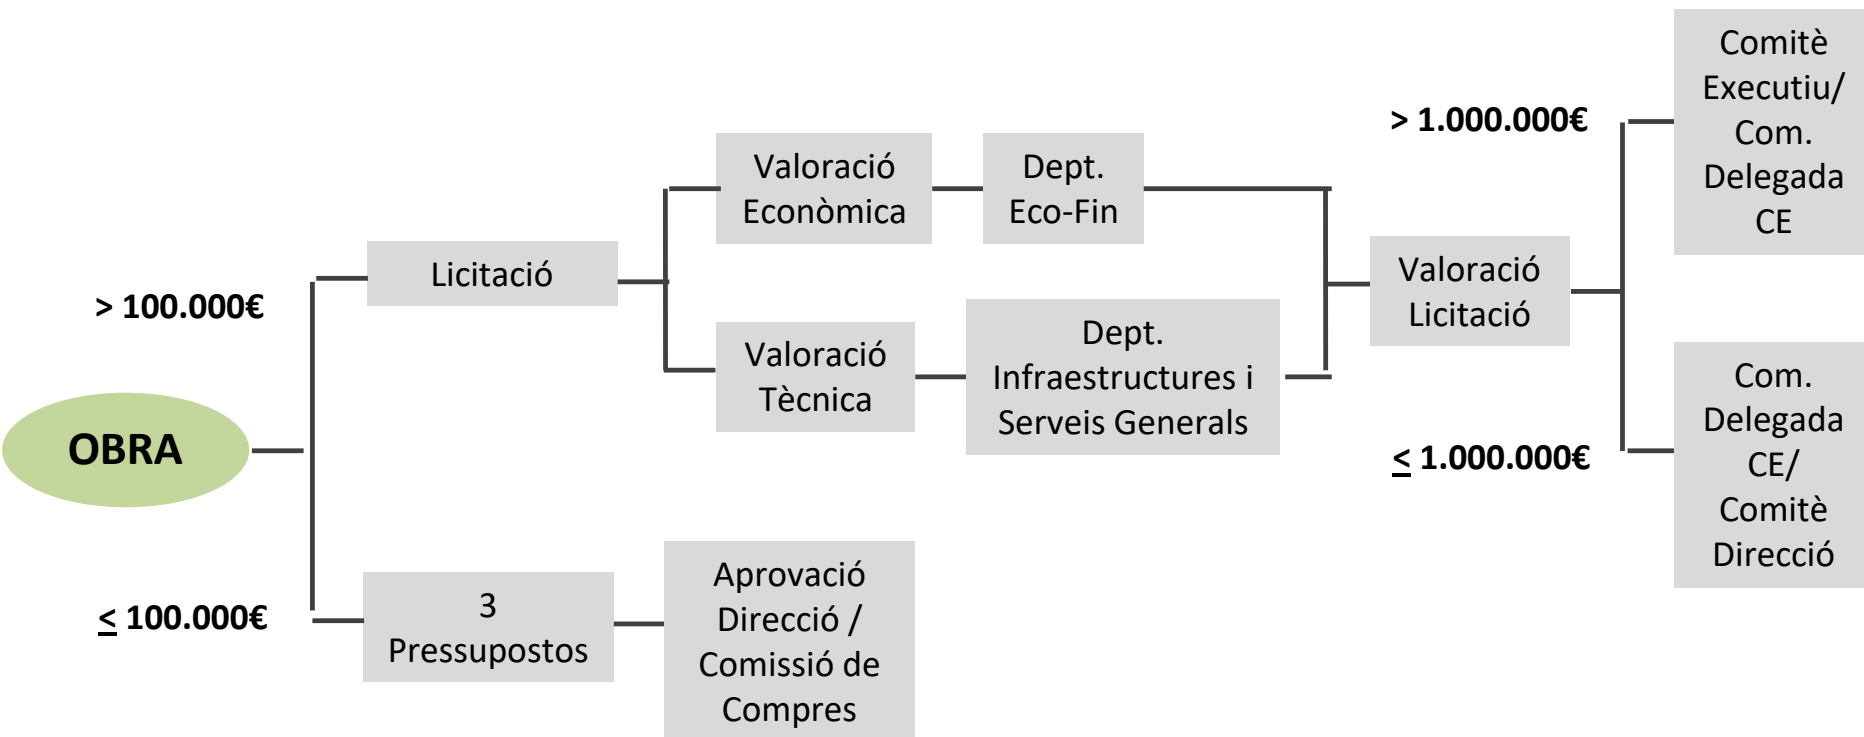 OBRA
> 100.000€
Licitació
Valoració
Econòmica
Dept.
Eco-Fin
Valoració
Tècnica
Dept.
Infraestructures i
Serveis Generals
Valoració
Licitació
> 1.000.000€
Comitè
Executiu/
Com.
Delegada
CE
≤ 1.000.000€
Com.
Delegada
CE/
Comitè
Direcció
≤ 100.000€
3
Pressupostos
Aprovació
Direcció /
Comissió de
Compres